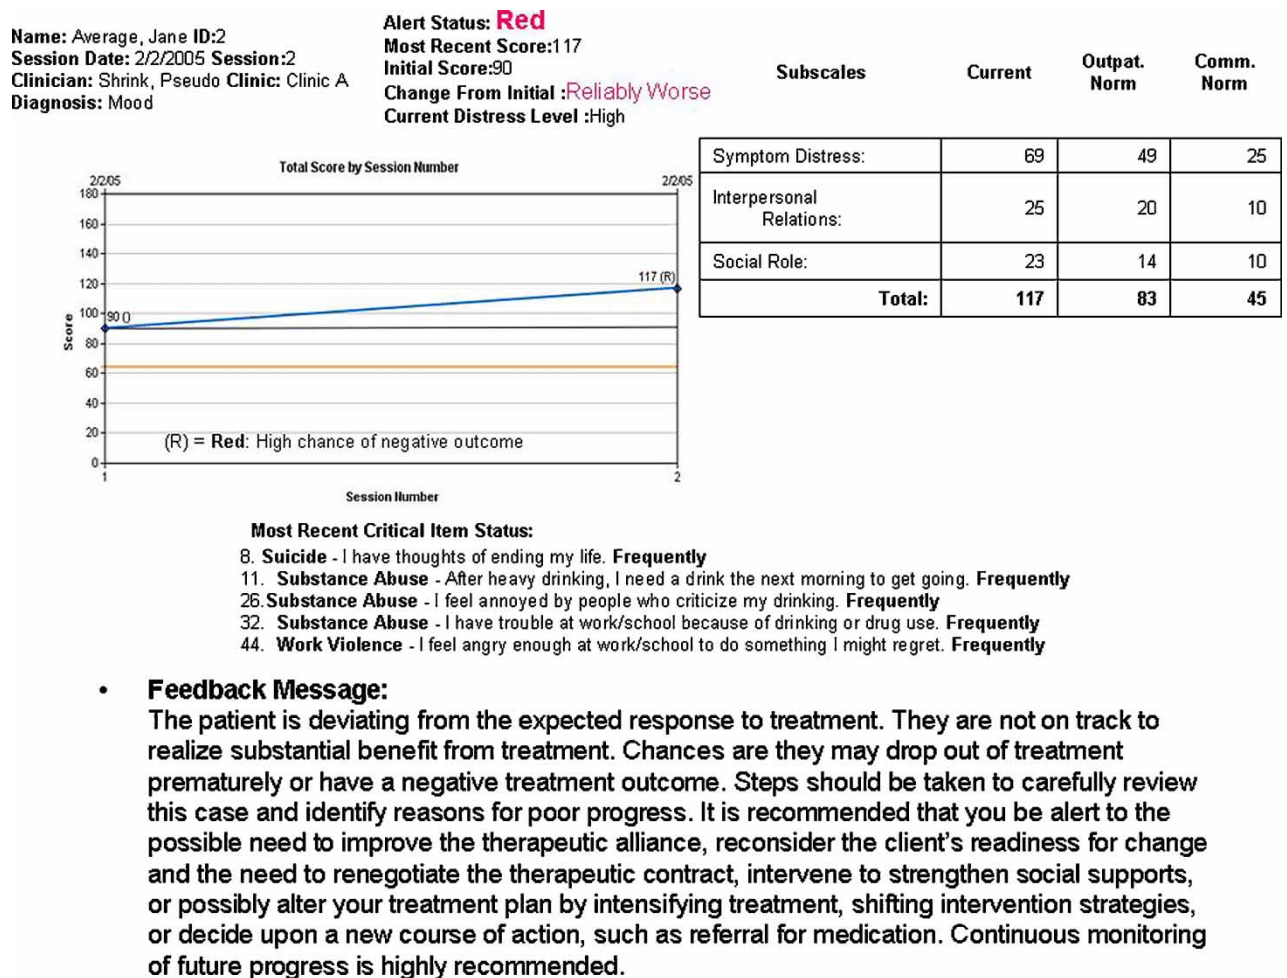 Name: Average, Jane ID:2
Session Date: 2/2/2005 Session:2
Clinician: Shrink, Pseudo Clinic: Clinic A
Diagnosis: Mood
Alert Status: Red
Most Recent Score:117
Initial Score:90
Change From Initial :Reliably Worse
Current Distress Level :High
Subscales Current Outpat. Norm Comm. Norm
Symptom Distress: 69 49 25
Interpersonal
Relations: 25 20 10
Social Role: 23 14 10
Total: 117 83 45
Total Score by Session Number
2/2/05 2/2/05
180
160
140
120
100
80
60
40
20
0
Score
90 ()
117 (R)
(R) = Red: High chance of negative outcome
1 2
Session Number
Most Recent Critical Item Status:
8. Suicide - I have thoughts of ending my life. Frequently
11. Substance Abuse - After heavy drinking, I need a drink the next morning to get going. Frequently
26.Substance Abuse - I feel annoyed by people who criticize my drinking. Frequently
32. Substance Abuse - I have trouble at work/school because of drinking or drug use. Frequently
44. Work Violence - I feel angry enough at work/school to do something I might regret. Frequently
• Feedback Message:
The patient is deviating from the expected response to treatment. They are not on track to
realize substantial benefit from treatment. Chances are they may drop out of treatment
prematurely or have a negative treatment outcome. Steps should be taken to carefully review
this case and identify reasons for poor progress. It is recommended that you be alert to the
possible need to improve the therapeutic alliance, reconsider the client's readiness for change
and the need to renegotiate the therapeutic contract, intervene to strengthen social supports,
or possibly alter your treatment plan by intensifying treatment, shifting intervention strategies,
or decide upon a new course of action, such as referral for medication. Continuous monitoring
of future progress is highly recommended.